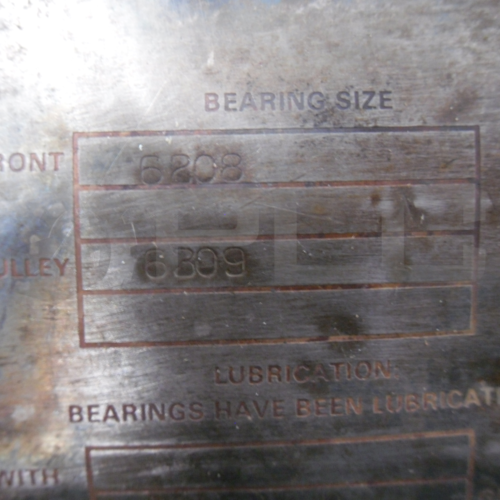 BEARING SIZE
RONT 6208
ULLEY 6309
LUBRICATION
BEARINGS HAVE BEEN LUBRICAT
WITH